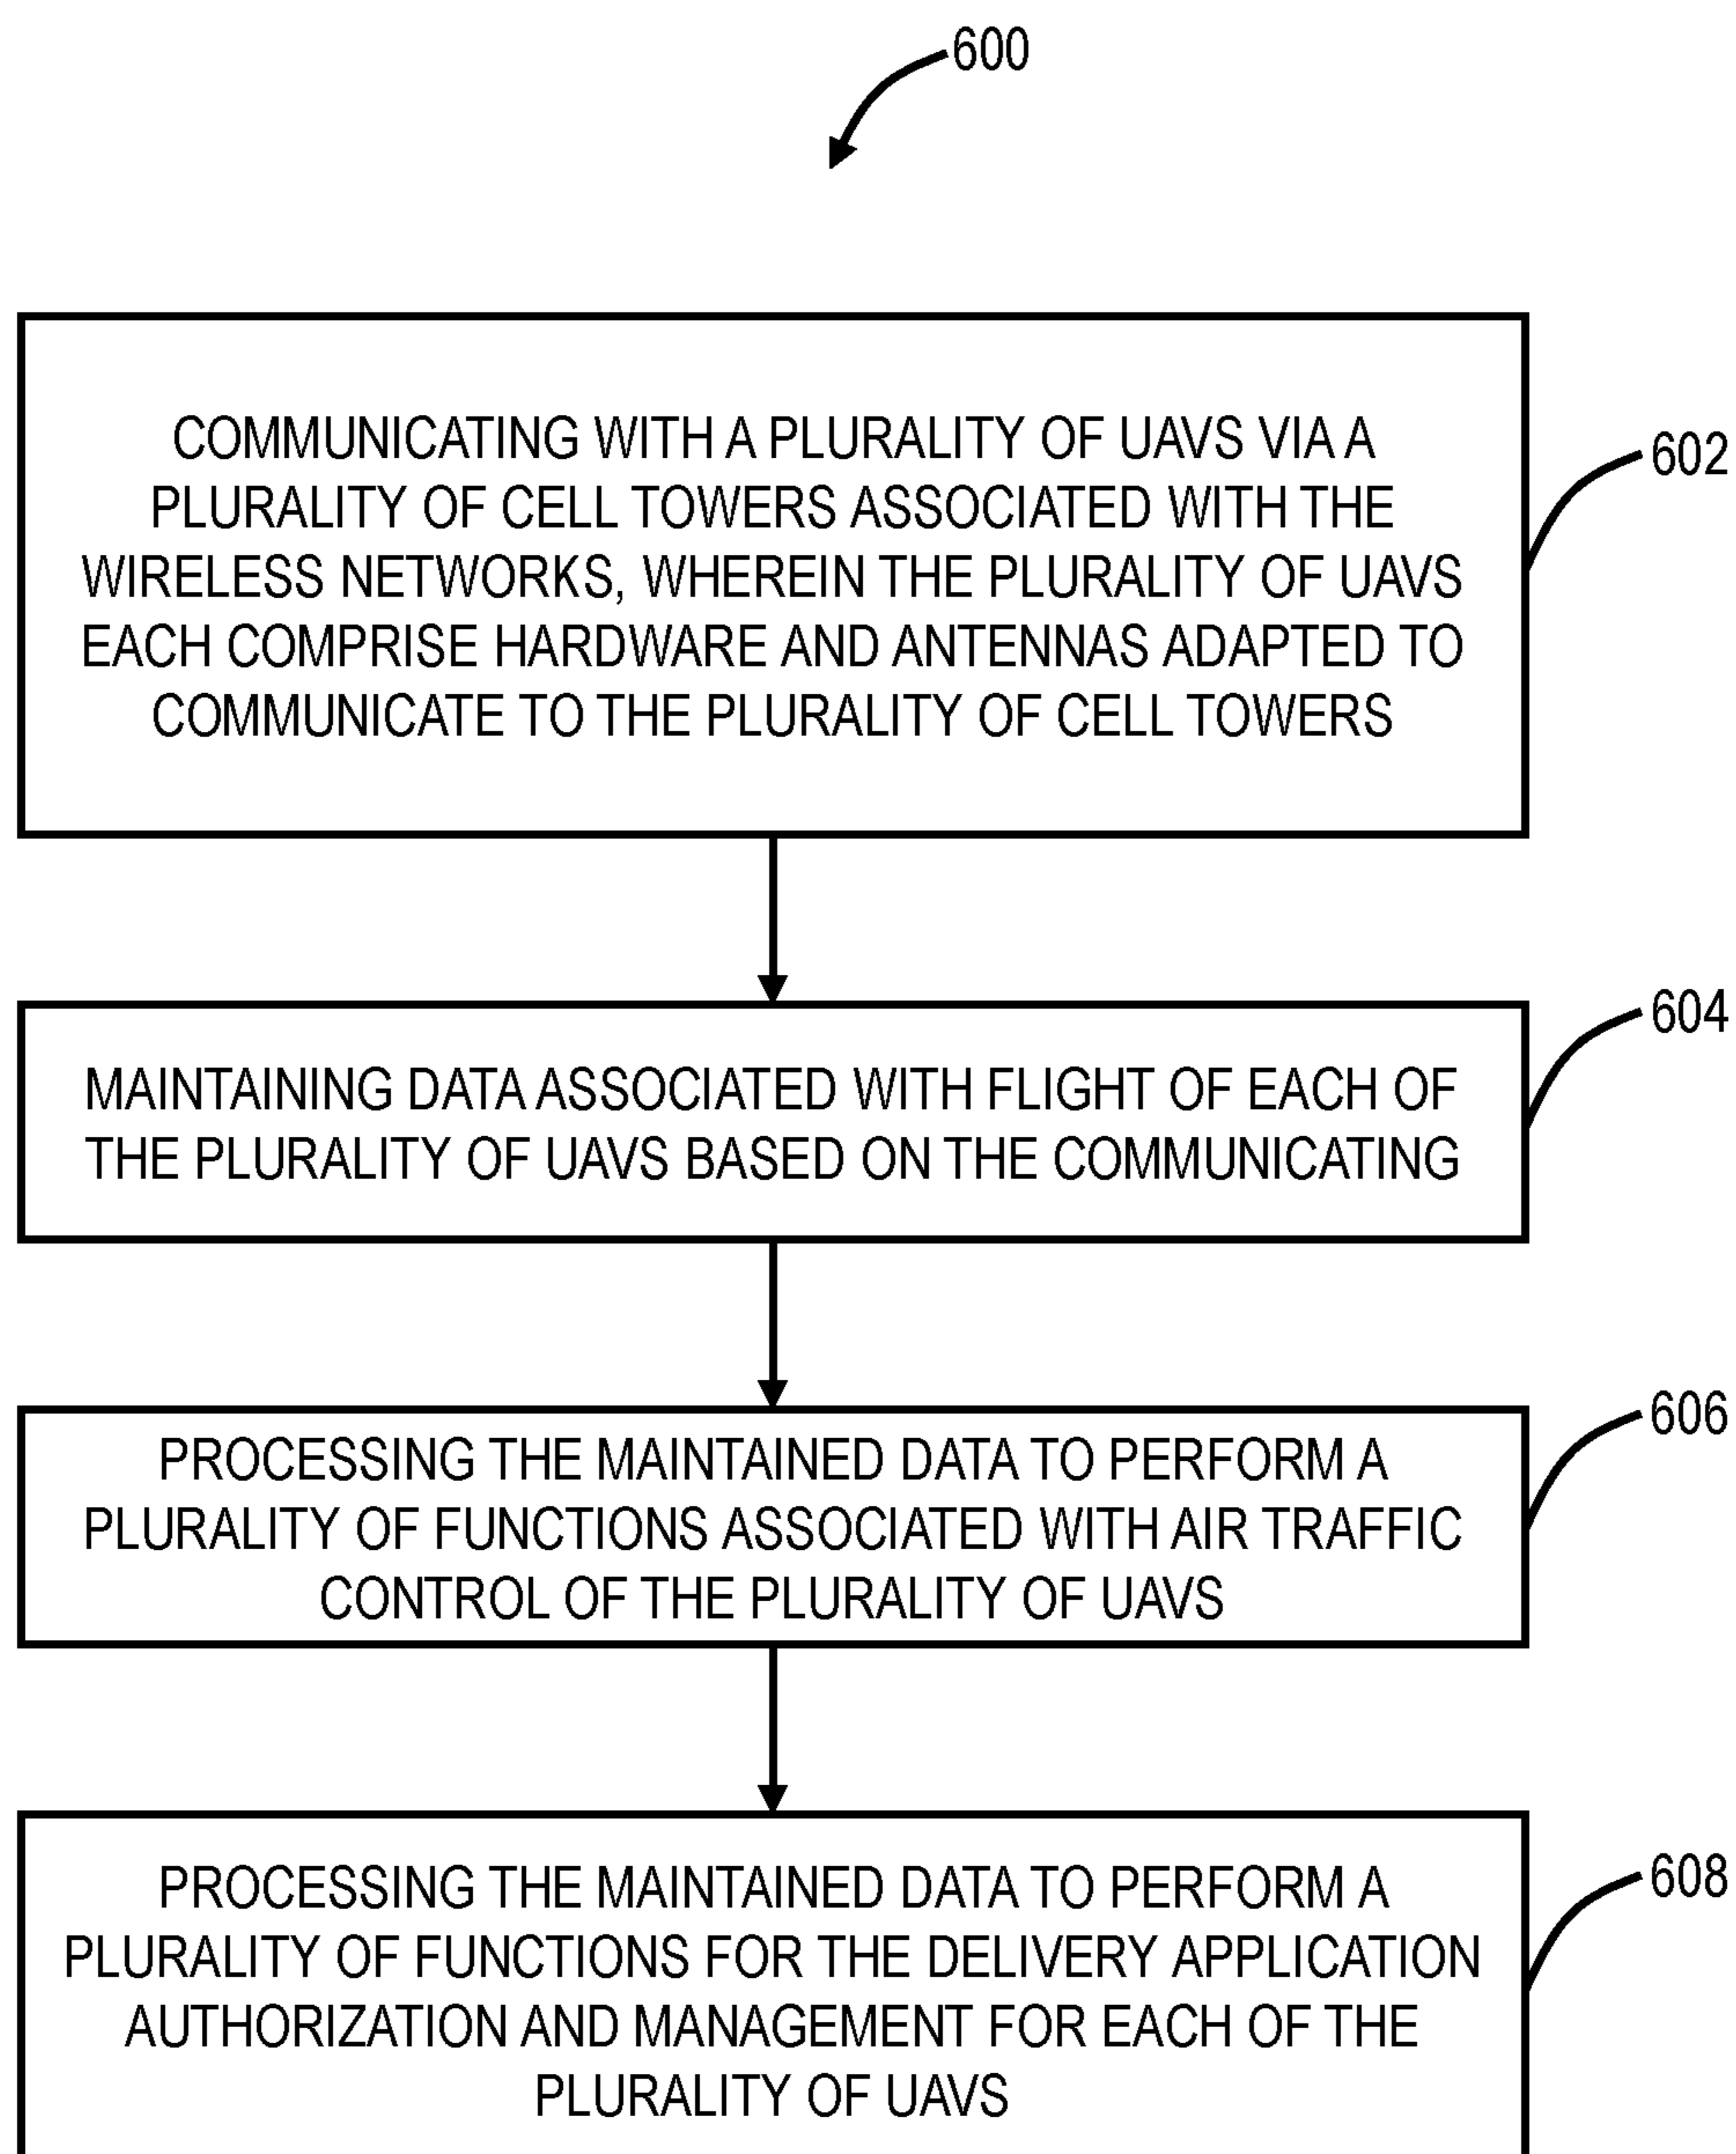 600
COMMUNICATING WITH A PLURALITY OF UAVS VIA A
PLURALITY OF CELL TOWERS ASSOCIATED WITH THE
WIRELESS NETWORKS, WHEREIN THE PLURALITY OF UAVS
EACH COMPRISE HARDWARE AND ANTENNAS ADAPTED TO
COMMUNICATE TO THE PLURALITY OF CELL TOWERS
602
MAINTAINING DATA ASSOCIATED WITH FLIGHT OF EACH OF
THE PLURALITY OF UAVS BASED ON THE COMMUNICATING
604
PROCESSING THE MAINTAINED DATA TO PERFORM A
PLURALITY OF FUNCTIONS ASSOCIATED WITH AIR TRAFFIC
CONTROL OF THE PLURALITY OF UAVS
606
PROCESSING THE MAINTAINED DATA TO PERFORM A
PLURALITY OF FUNCTIONS FOR THE DELIVERY APPLICATION
AUTHORIZATION AND MANAGEMENT FOR EACH OF THE
PLURALITY OF UAVS
608